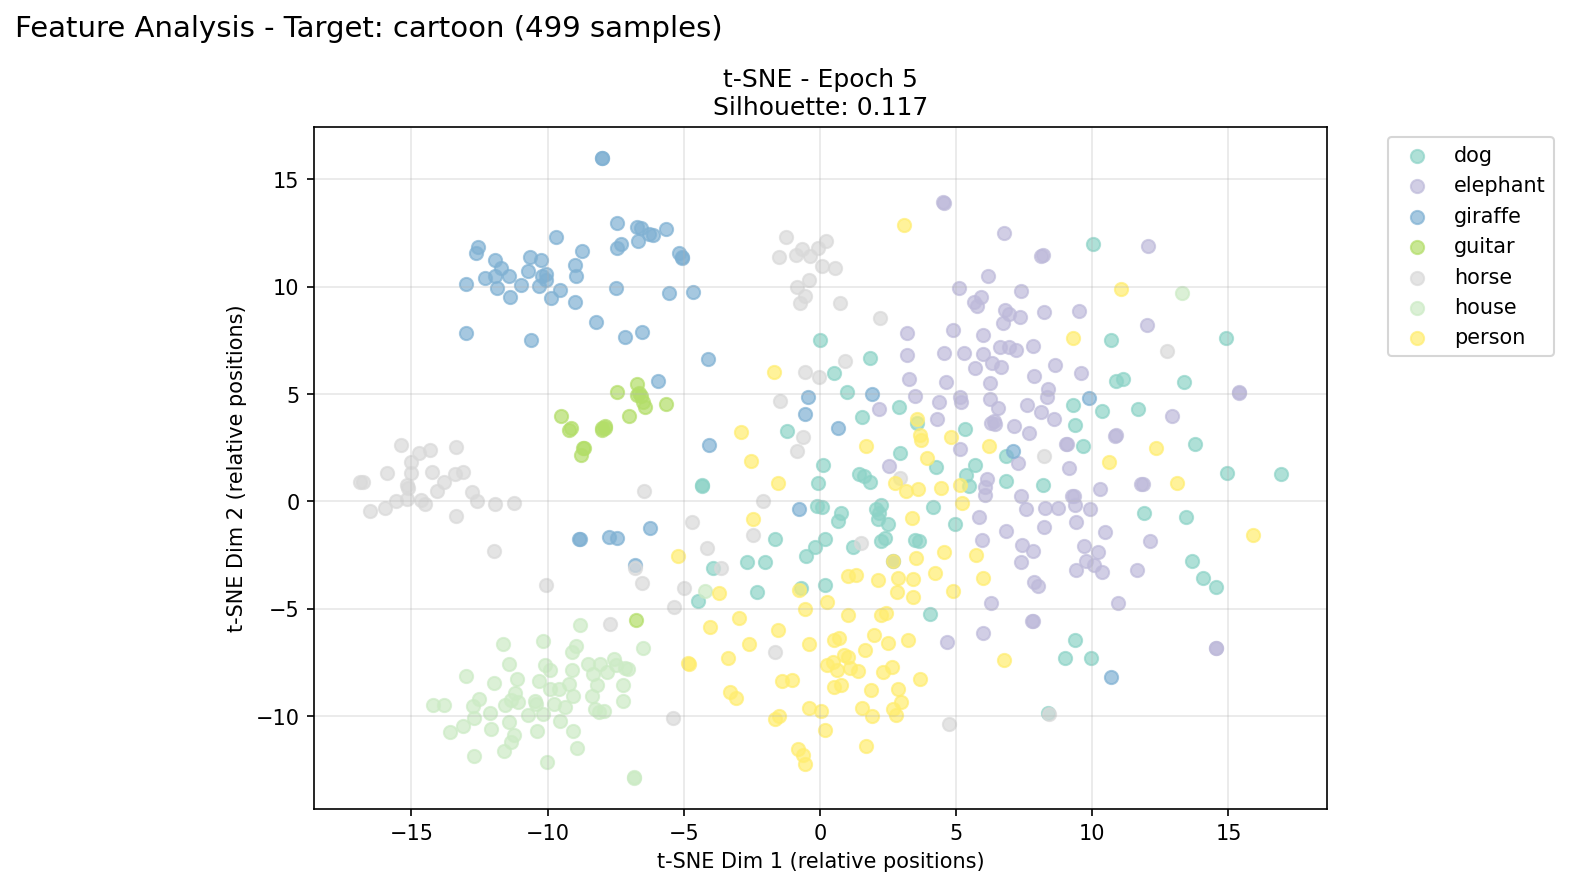 Feature Analysis - Target: cartoon (499 samples)
t-SNE - Epoch 5
Silhouette: 0.117
t-SNE Dim 2 (relative positions)
15
10
5
0
−5
−10
−15
−10
−5
0
5
10
15
t-SNE Dim 1 (relative positions)
dog
elephant
giraffe
guitar
horse
house
person